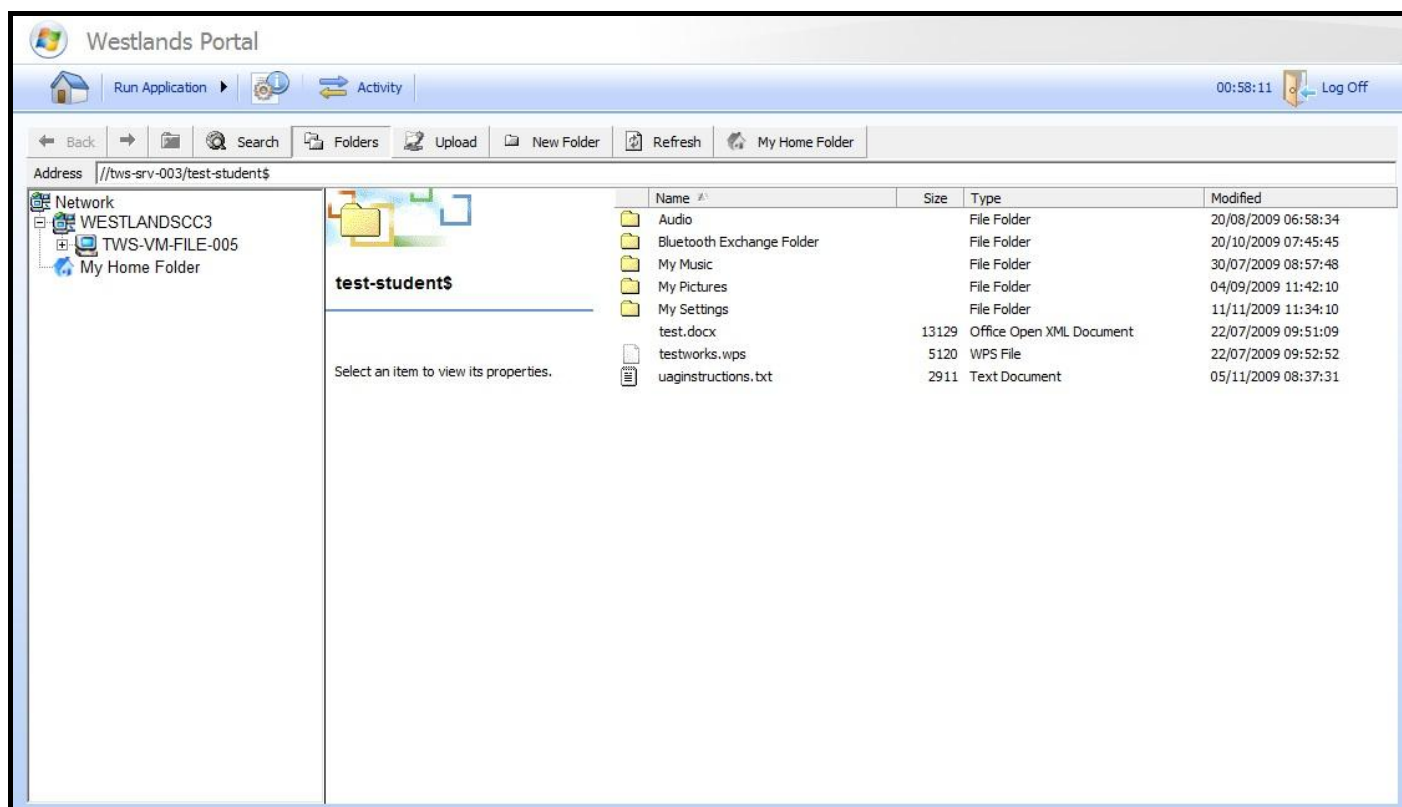 Westlands Portal
Run Application Activity 00:58:11 Log Off
Back Search Folders Upload New Folder Refresh My Home Folder
Address //tws-srv-003/test-student$
Network
WESTLANDSCC3
TWS-VM-FILE-005
My Home Folder
test-student$
Select an item to view its properties.
Name Size Type Modified
Audio File Folder 20/08/2009 06:58:34
Bluetooth Exchange Folder File Folder 20/10/2009 07:45:45
My Music File Folder 30/07/2009 08:57:48
My Pictures File Folder 04/09/2009 11:42:10
My Settings File Folder 11/11/2009 11:34:10
test.docx 13129 Office Open XML Document 22/07/2009 09:51:09
testworks.wps 5120 WPS File 22/07/2009 09:52:52
uaginstructions.txt 2911 Text Document 05/11/2009 08:37:31